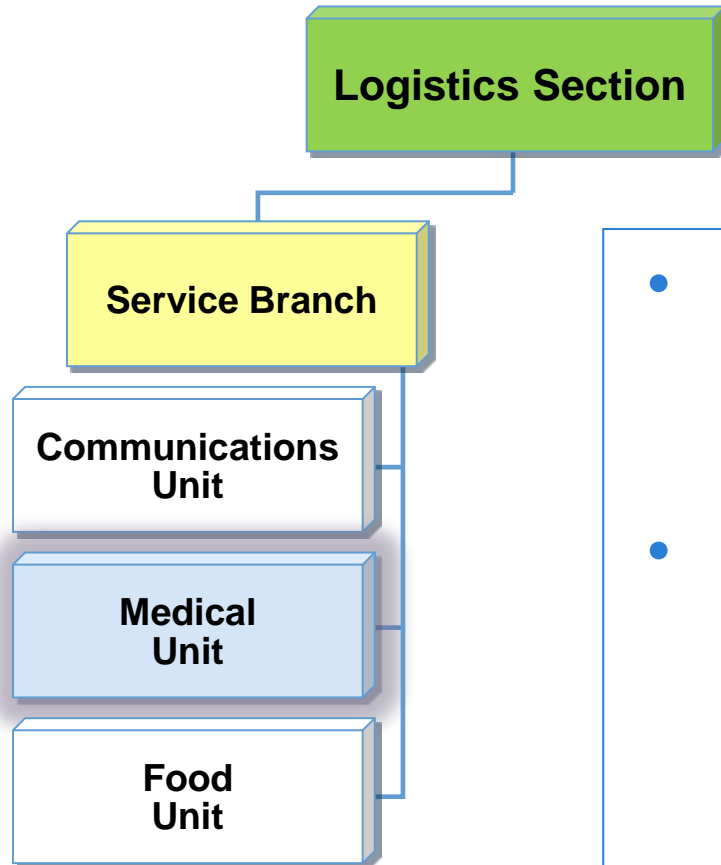 Logistics Section
Service Branch
Communications
Unit
Medical
Unit
Food
Unit